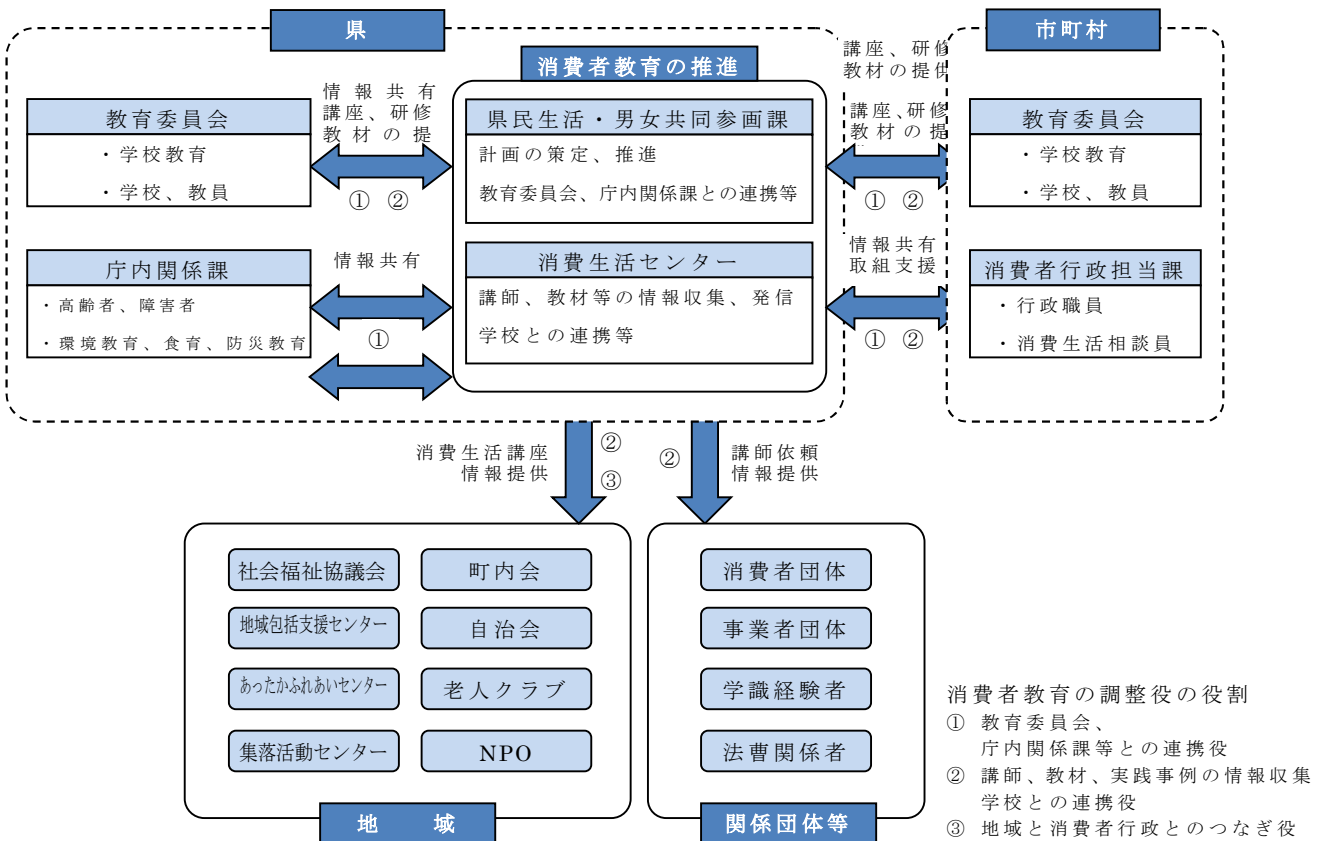 県
市町村
消費者教育の推進
講座、研修
教材の提供
教育委員会
・学校教育
・学校、教員
情報共有
講座、研修
教材の提
① ②
県民生活・男女共同参画課
計画の策定、推進
教育委員会、庁内関係課との連携等
講座、研修
教材の提
① ②
教育委員会
・学校教育
・学校、教員
庁内関係課
・高齢者、障害者
・環境教育、食育、防災教育
情報共有
①
消費生活センター
講師、教材等の情報収集、発信
学校との連携等
情報共有
取組支援
① ②
消費者行政担当課
・行政職員
・消費生活相談員
消費生活講座
情報提供
②
③
②
講師依頼
情報提供
社会福祉協議会
町内会
地域包括支援センター
自治会
あったかふれあいセンター
老人クラブ
集落活動センター
NPO
地 域
消費者団体
事業者団体
学識経験者
法曹関係者
関係団体等
消費者教育の調整役の役割
① 教育委員会、
庁内関係課等との連携役
② 講師、教材、実践事例の情報収集
学校との連携役
③ 地域と消費者行政とのつなぎ役